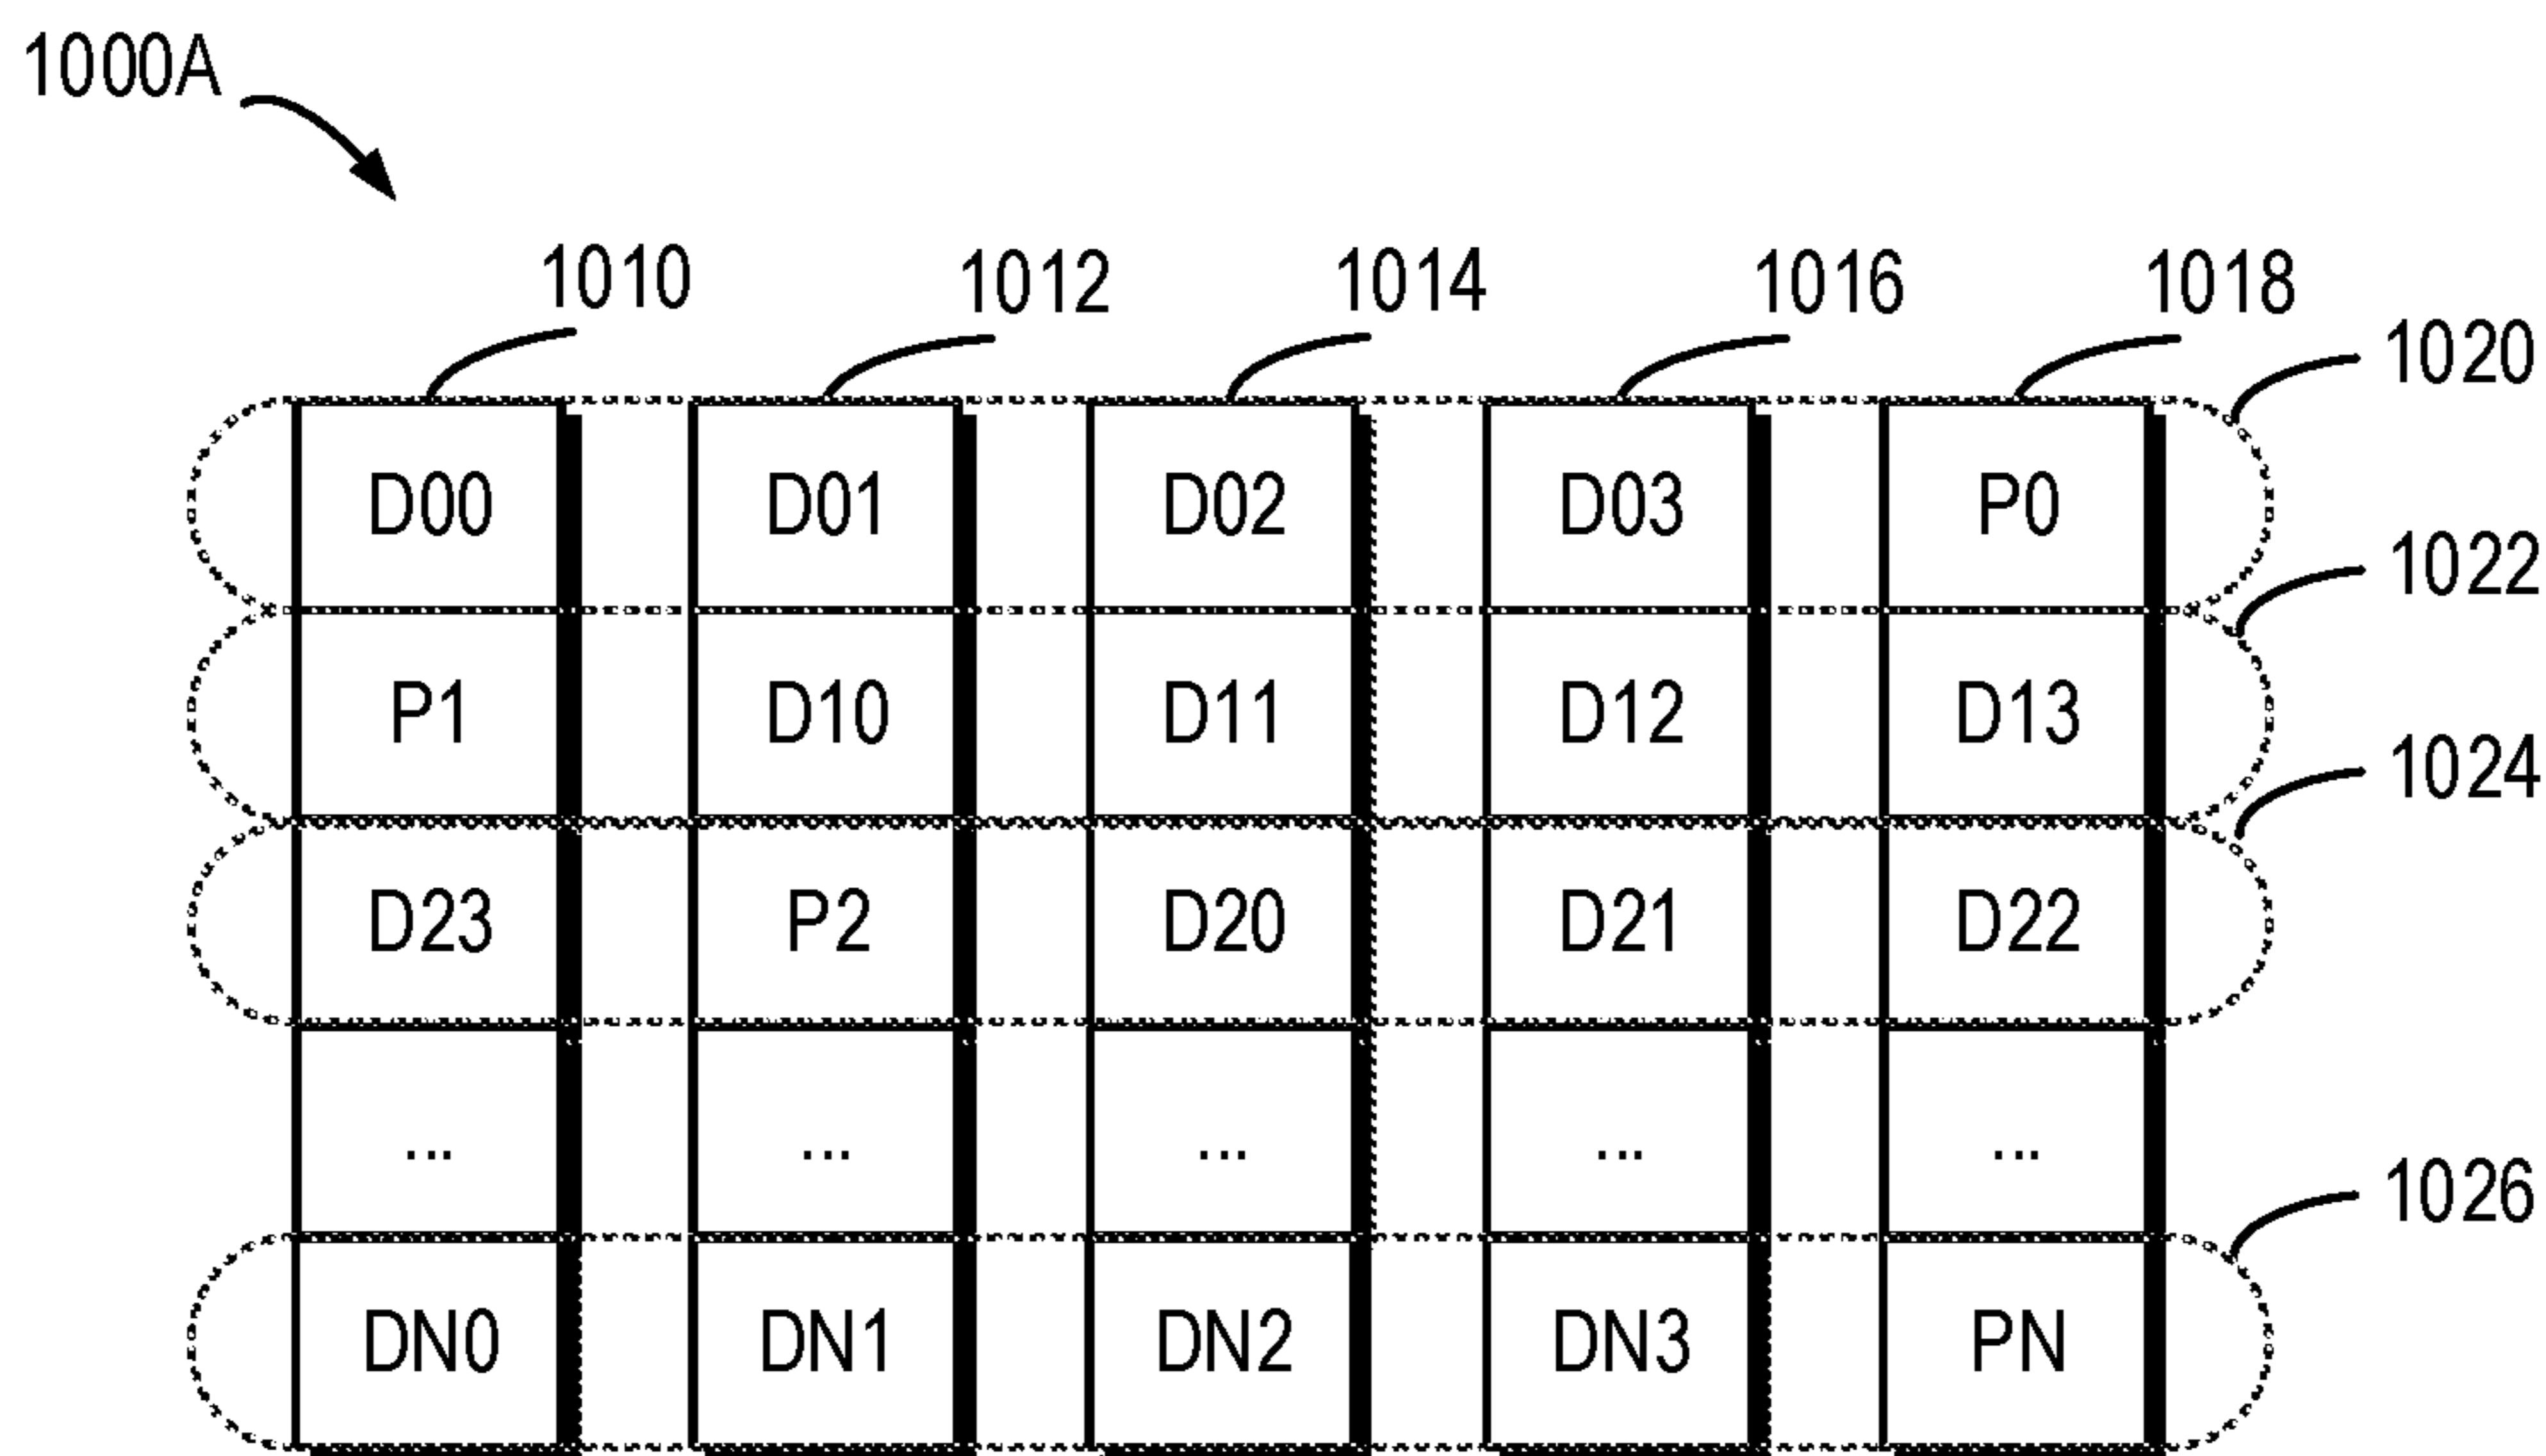 1000A
1010 1012 1014 1016 1018
1020
D00 D01 D02 D03 P0
1022
P1 D10 D11 D12 D13
1024
D23 P2 D20 D21 D22
... ... ... ... ...
1026
DN0 DN1 DN2 DN3 PN